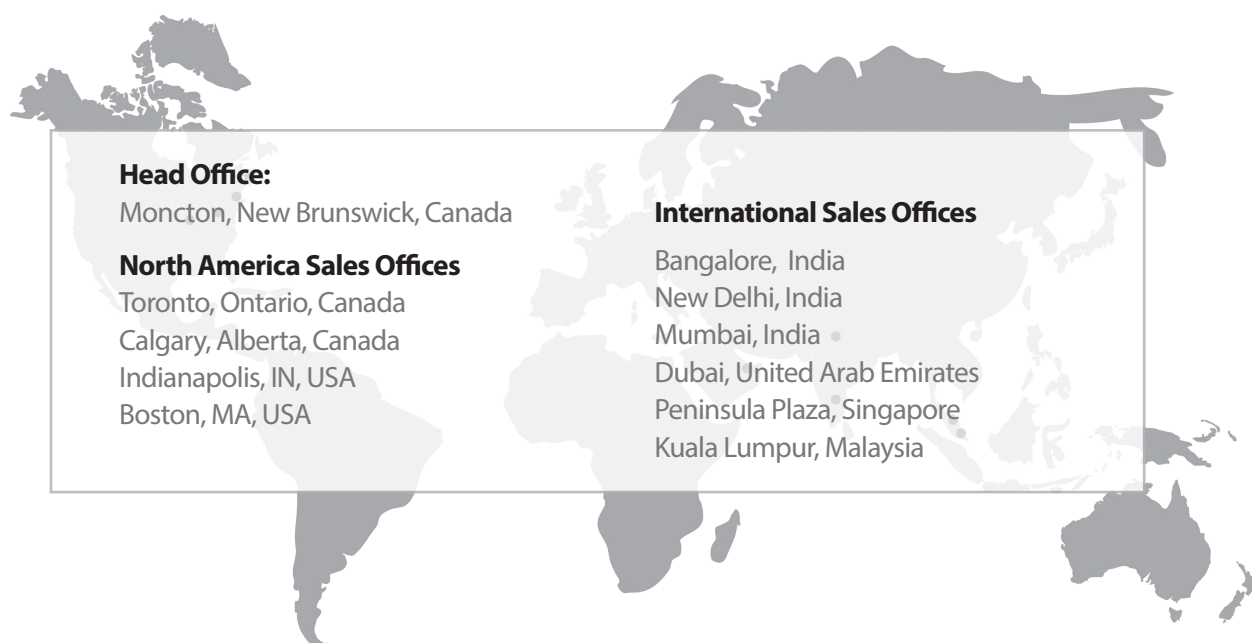 Head Office:
Moncton, New Brunswick, Canada
North America Sales Offices
Toronto, Ontario, Canada
Calgary, Alberta, Canada
Indianapolis, IN, USA
Boston, MA, USA
International Sales Offices
Bangalore,  India
New Delhi, India
Mumbai, India
Dubai, United Arab Emirates
Peninsula Plaza, Singapore
Kuala Lumpur, Malaysia